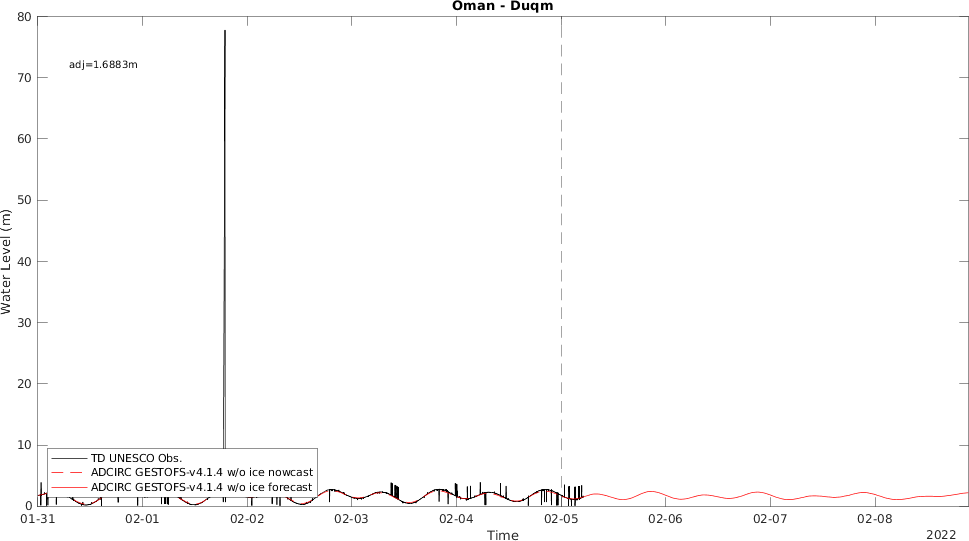 Oman - Duqm
80
70
60
50
40
30
20
10
0
Water Level (m)
adj=1.6883m
TD UNESCO Obs.
ADCIRC GESTOFS-v4.1.4 w/o ice nowcast
ADCIRC GESTOFS-v4.1.4 w/o ice forecast
01-31 02-01 02-02 02-03 02-04 02-05 02-06 02-07 02-08
Time
2022